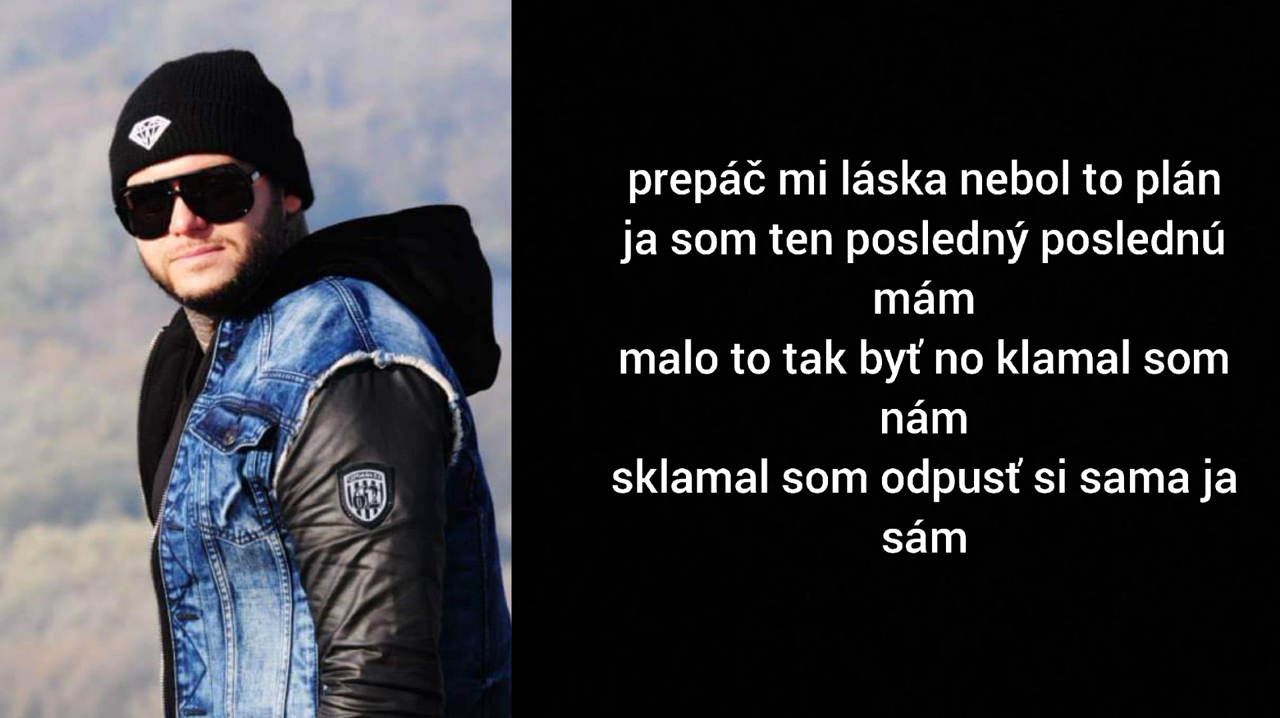 prepáč mi láska nebol to plán
ja som ten posledný poslednú
mám
malo to tak byť no klamal som
nám
sklamal som odpusť si sama ja
sám